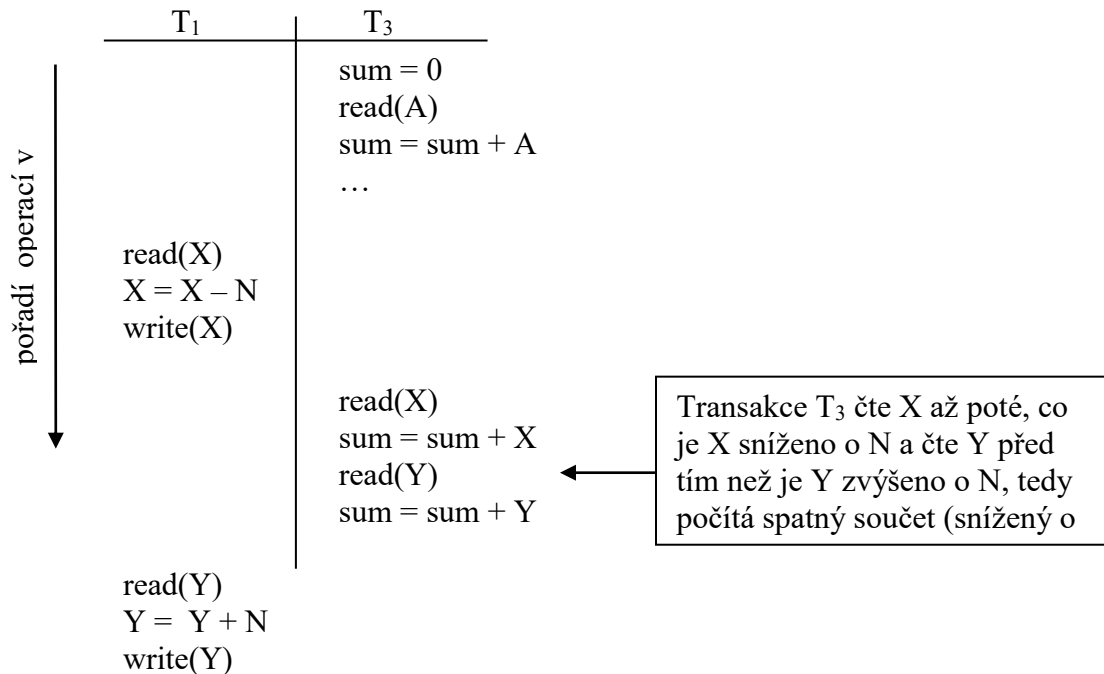 T₁ T₃
sum = 0
read(A)
sum = sum + A
…
pořadí operací v
read(X)
X = X – N
write(X)
read(X)
sum = sum + X
read(Y)
sum = sum + Y
Transakce T₃ čte X až poté, co
je X sníženo o N a čte Y před
tím než je Y zvýšeno o N, tedy
počítá spatný součet (snížený o
read(Y)
Y = Y + N
write(Y)